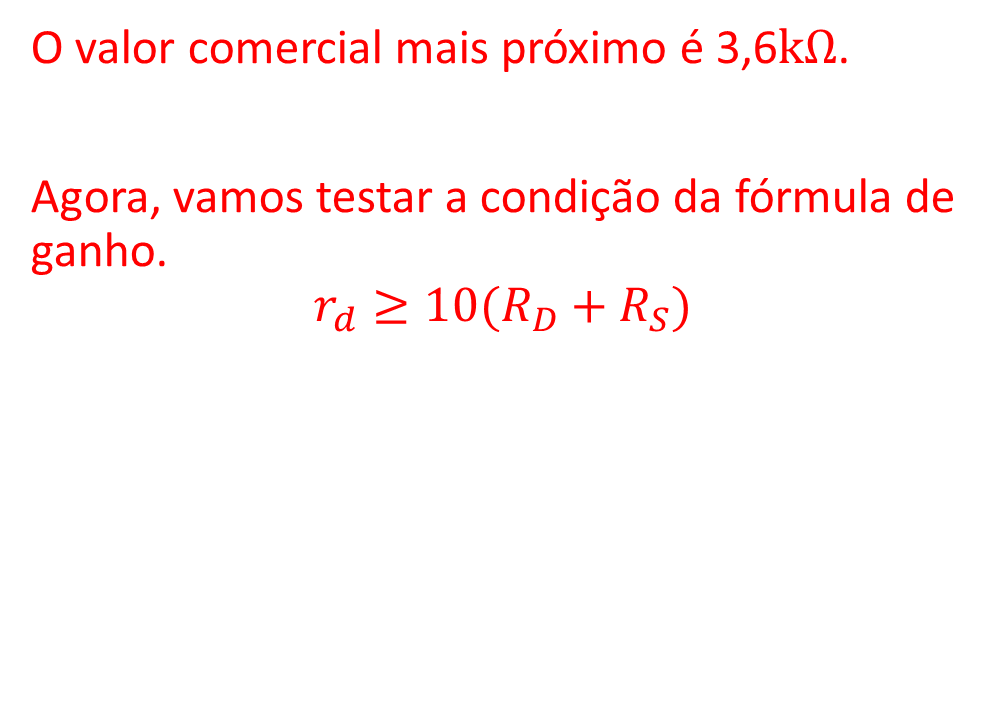 O valor comercial mais próximo é 3,6kΩ.
Agora, vamos testar a condição da fórmula de
ganho.
r_d ≥ 10(R_D + R_S)